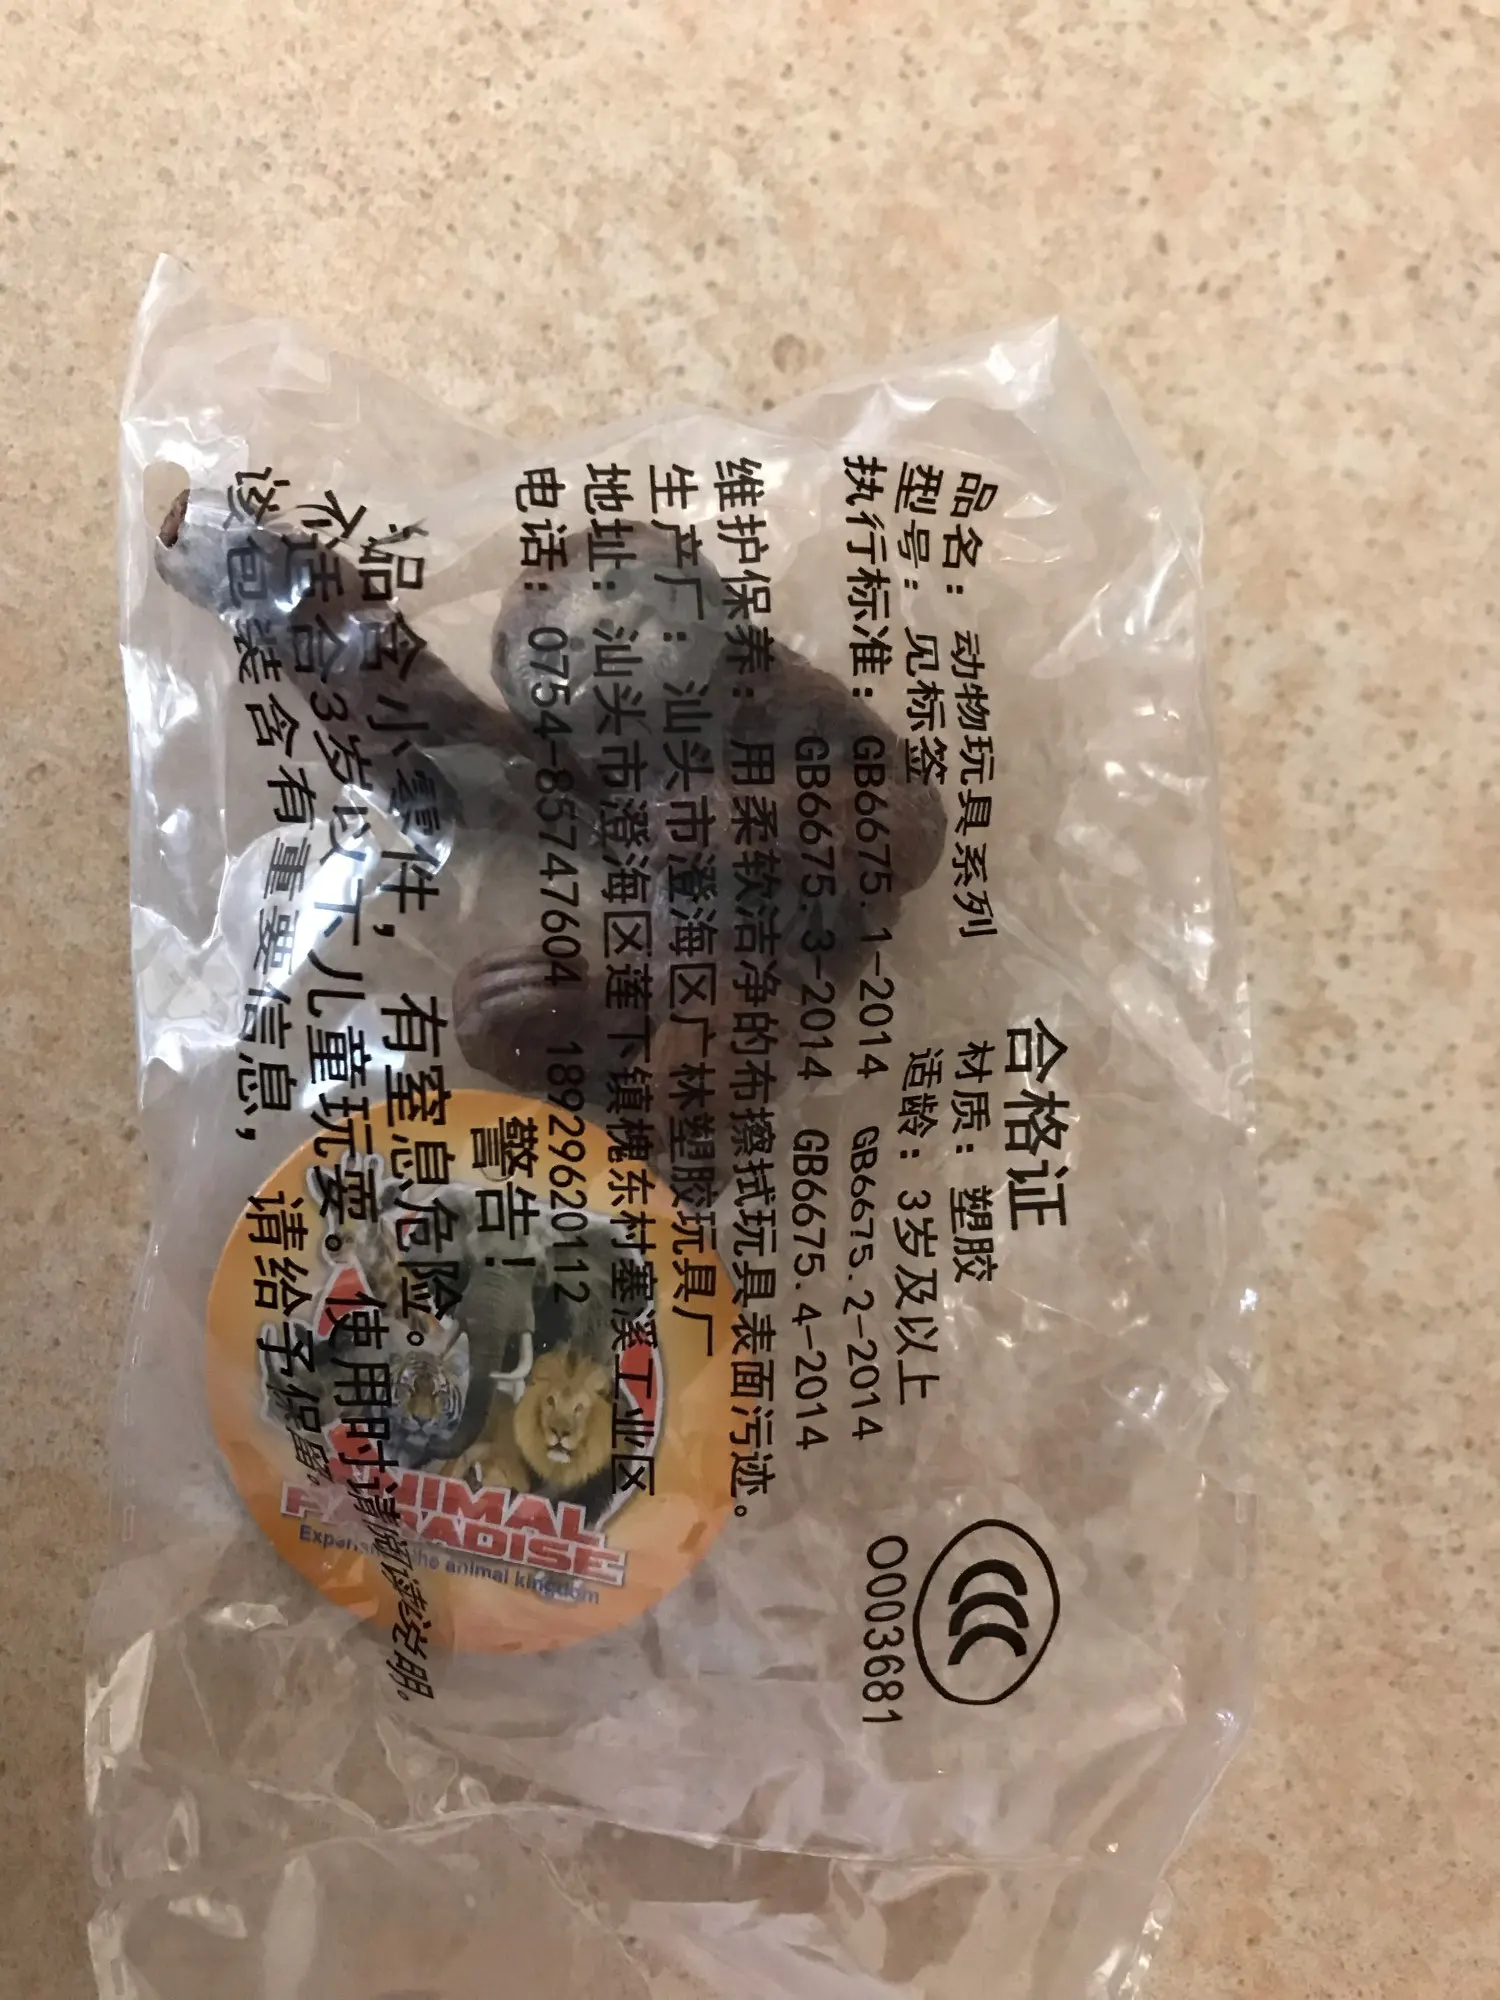 合格证
品名：动物玩具系列 材质：塑胶
型号：见标签 适龄：3岁及以上
执行标准：GB6675.1-2014 GB6675.2-2014
GB6675.3-2014 GB6675.4-2014
维护保养：用柔软洁净的布擦拭玩具表面污迹。
生产厂：汕头市澄海区广林塑胶玩具厂
地址：汕头市澄海区莲下镇槐东村寨溪工业区
电话：0754-85747604 18929620112
0003681
警告！
品含小零件，有窒息危险。
不适合3岁以下儿童玩耍。使用时请阅读说明。
该包装含有重要信息，请给予保留。
ANIMAL
PARADISE
Experience the animal kingdom